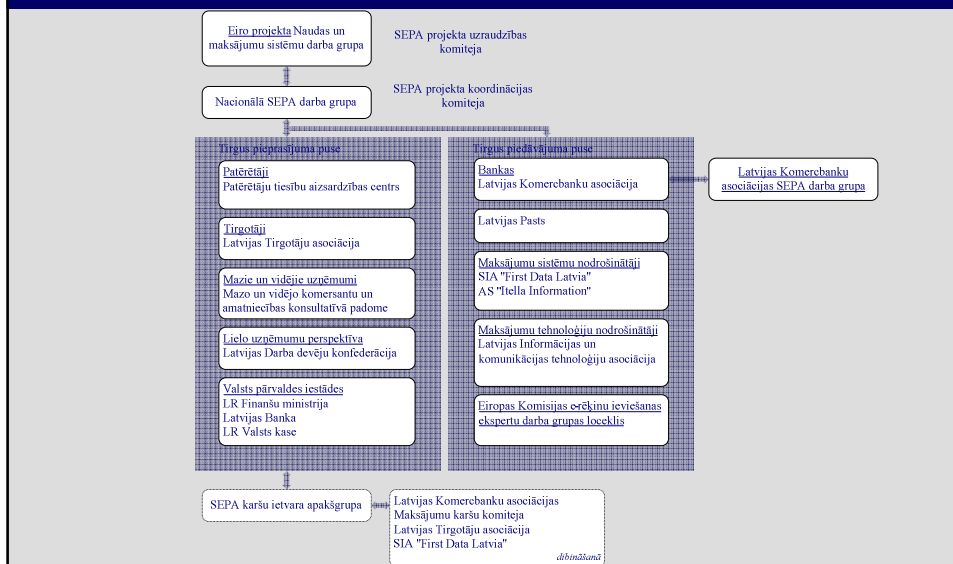 Eiro projekta Naudas un
maksājumu sistēmu darba grupa
SEPA projekta uzraudzības
komiteja
Nacionālā SEPA darba grupa
SEPA projekta koordinācijas
komiteja
Tirgus pieprasījuma puse
Patērētāji
Patērētāju tiesību aizsardzības centrs
Tirgotāji
Latvijas Tirgotāju asociācija
Mazie un vidējie uzņēmumi
Mazo un vidējo komersantu un
amatniecības konsultatīvā padome
Lielo uzņēmumu perspektīva
Latvijas Darba devēju konfederācija
Valsts pārvaldes iestādes
LR Finanšu ministrija
Latvijas Banka
LR Valsts kase
Tirgus piedāvājuma puse
Bankas
Latvijas Komercbanku asociācija
Latvijas Komercbanku
asociācijas SEPA darba grupa
Latvijas Pasts
Maksājumu sistēmu nodrošinātāji
SIA "First Data Latvia"
AS "Itella Information"
Maksājumu tehnoloģiju nodrošinātāji
Latvijas Informācijas un
komunikācijas tehnoloģiju asociācija
Eiropas Komisijas e-rēķinu ieviešanas
ekspertu darba grupas loceklis
SEPA karšu ietvara apakšgrupa
Latvijas Komercbanku asociācijas
Maksājumu karšu komiteja
Latvijas Tirgotāju asociācija
SIA "First Data Latvia"
dibināšanā